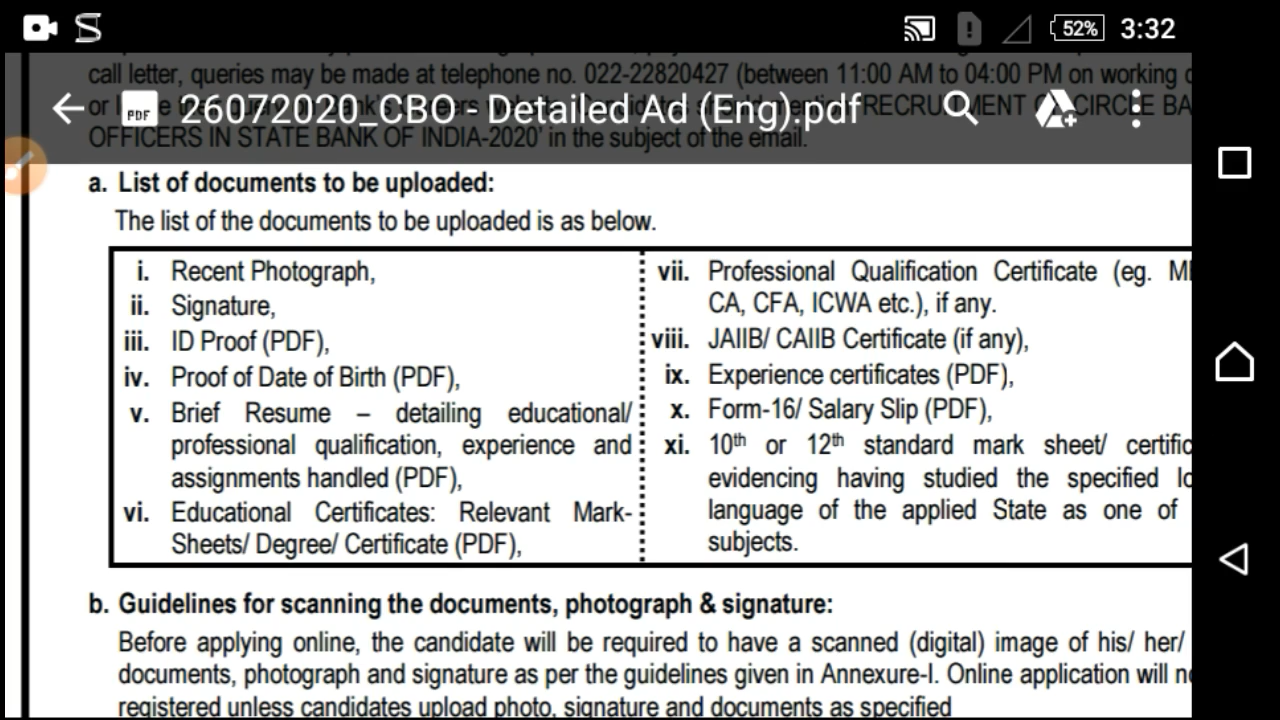 52% 3:32
call letter, queries may be made at telephone no. 022-22820427 (between 11:00 AM to 04:00 PM on working
PDF 26072020_CBO - Detailed Ad (Eng).pdf
OFFICERS IN STATE BANK OF INDIA-2020' in the subject of the email.
a. List of documents to be uploaded:
The list of the documents to be uploaded is as below.
i. Recent Photograph,
ii. Signature,
iii. ID Proof (PDF),
iv. Proof of Date of Birth (PDF),
v. Brief Resume – detailing educational/
professional qualification, experience and
assignments handled (PDF),
vi. Educational Certificates: Relevant Mark-
Sheets/ Degree/ Certificate (PDF),
vii. Professional Qualification Certificate (eg.
CA, CFA, ICWA etc.), if any.
viii. JAIIB/ CAIIB Certificate (if any),
ix. Experience certificates (PDF),
x. Form-16/ Salary Slip (PDF),
xi. 10th or 12th standard mark sheet/ certific
evidencing having studied the specified lo
language of the applied State as one of
subjects.
b. Guidelines for scanning the documents, photograph & signature:
Before applying online, the candidate will be required to have a scanned (digital) image of his/ her/
documents, photograph and signature as per the guidelines given in Annexure-I. Online application will
registered unless candidates upload photo, signature and documents as specified